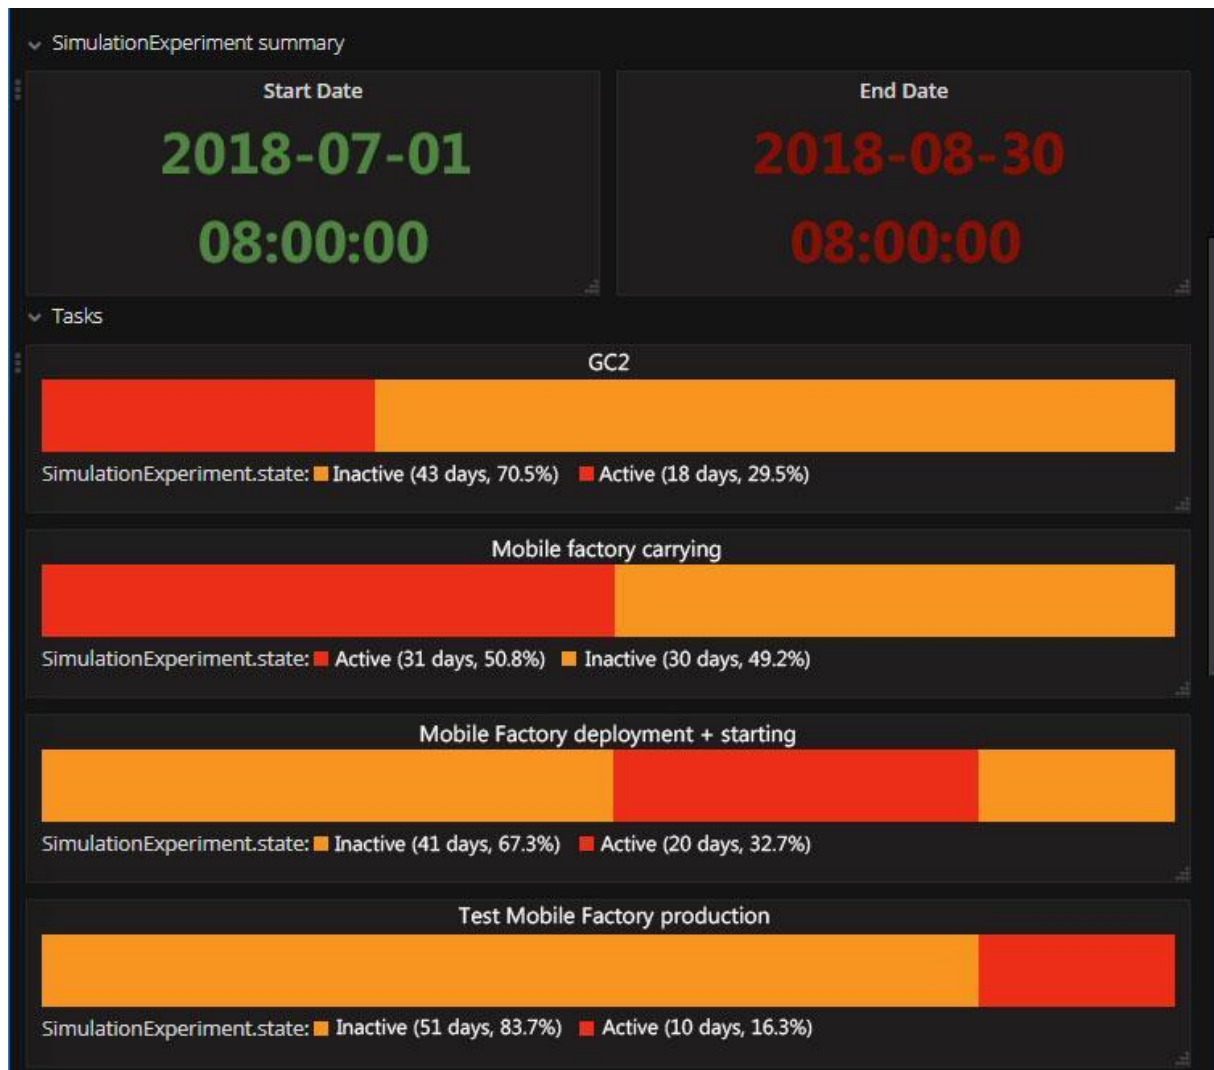 SimulationExperiment summary
Start Date
2018-07-01
08:00:00
End Date
2018-08-30
08:00:00
Tasks
GC2
SimulationExperiment.state: Inactive (43 days, 70.5%) Active (18 days, 29.5%)
Mobile factory carrying
SimulationExperiment.state: Active (31 days, 50.8%) Inactive (30 days, 49.2%)
Mobile Factory deployment + starting
SimulationExperiment.state: Inactive (41 days, 67.3%) Active (20 days, 32.7%)
Test Mobile Factory production
SimulationExperiment.state: Inactive (51 days, 83.7%) Active (10 days, 16.3%)